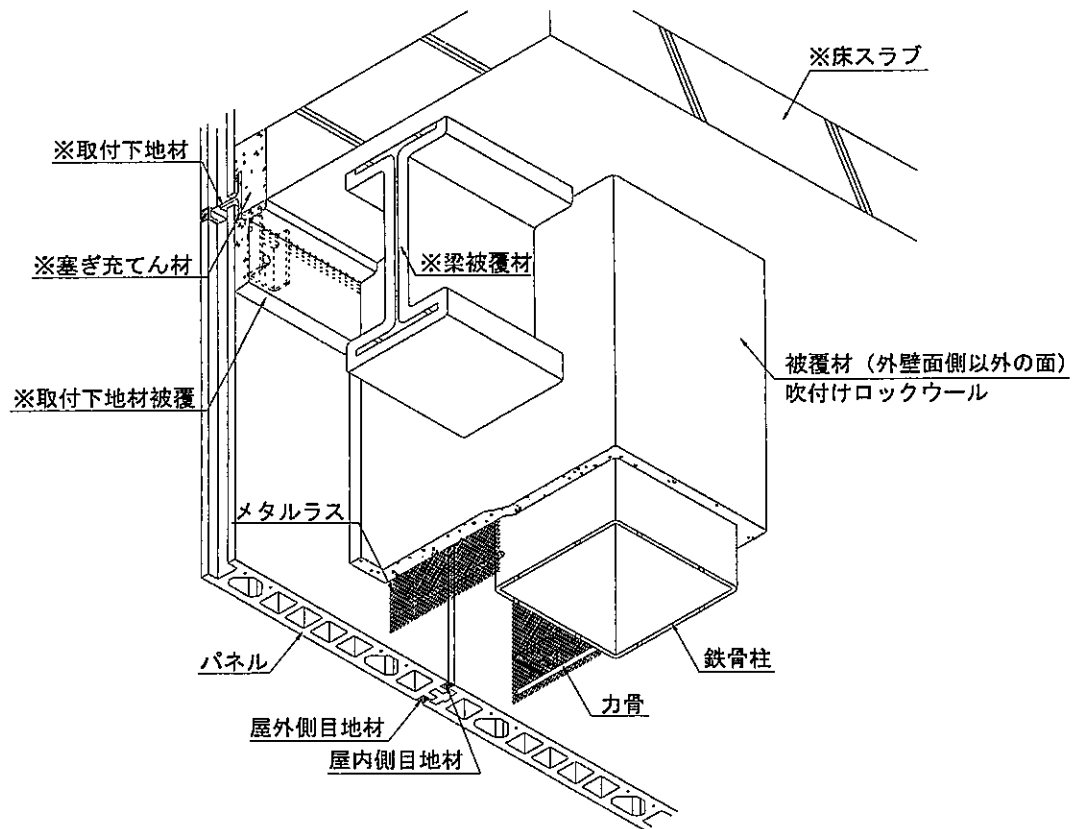 ※床スラブ
※取付下地材
※塞ぎ充てん材
※梁被覆材
被覆材（外壁面側以外の面）
吹付けロックウール
※取付下地材被覆
メタルラス
パネル
鉄骨柱
力骨
屋外側目地材
屋内側目地材